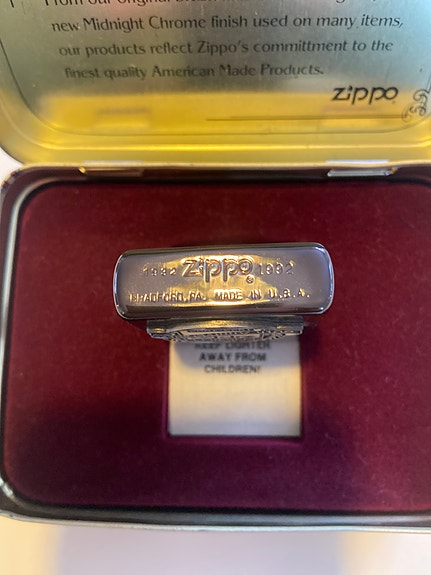 From our original
new Midnight Chrome finish used on many items,
our products reflect Zippo's commitment to the
finest quality American Made Products.
zippo
1932 Zippo® 1992
BRADFORD, PA. MADE IN U.S.A.
KEEP LIGHTER
AWAY FROM
CHILDREN!